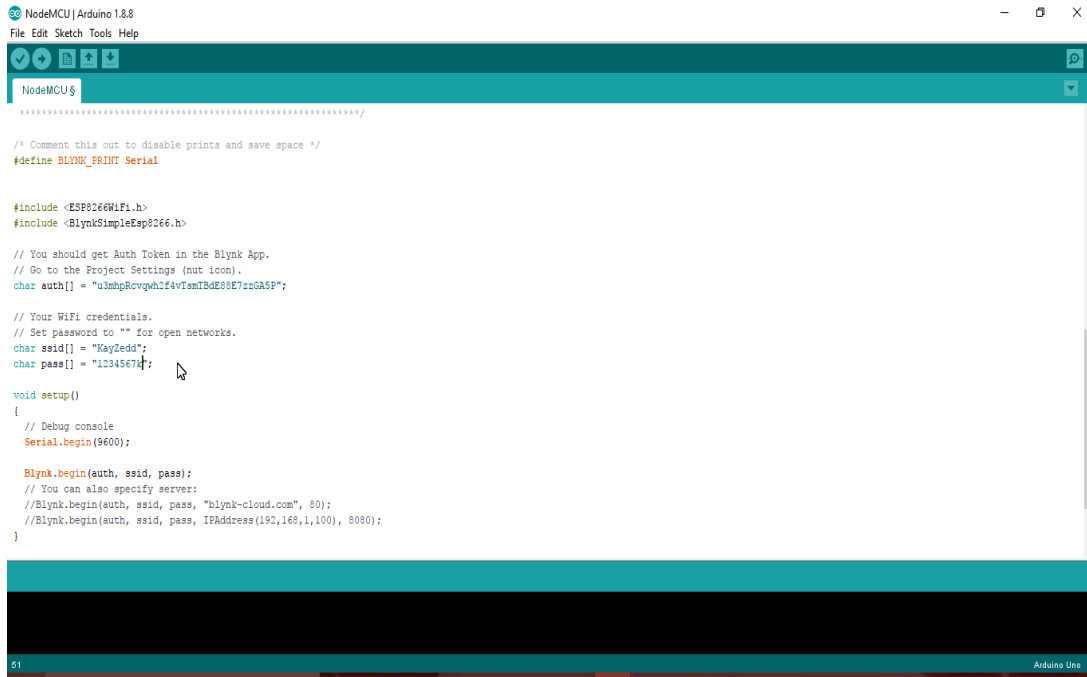 NodeMCU | Arduino 1.8.8
File Edit Sketch Tools Help
NodeMCU §
*************************************************************/
/* Comment this out to disable prints and save space */
#define BLYNK_PRINT Serial
#include <ESP8266WiFi.h>
#include <BlynkSimpleEsp8266.h>
// You should get Auth Token in the Blynk App.
// Go to the Project Settings (nut icon).
char auth[] = "u3mhpRcvqwh2f4vTsmTBdE88E7zzGA5P";
// Your WiFi credentials.
// Set password to "" for open networks.
char ssid[] = "KayZedd";
char pass[] = "1234567k";
void setup()
{
// Debug console
Serial.begin(9600);
Blynk.begin(auth, ssid, pass);
// You can also specify server:
//Blynk.begin(auth, ssid, pass, "blynk-cloud.com", 80);
//Blynk.begin(auth, ssid, pass, IPAddress(192,168,1,100), 8080);
}
51
Arduino Uno